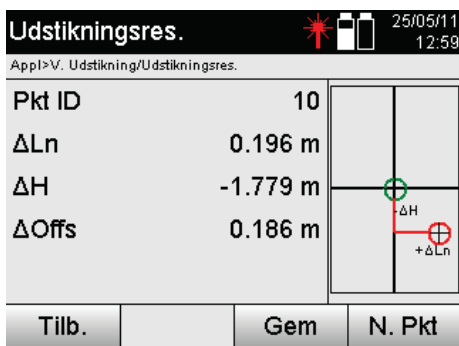 Udstikningsres.
25/05/11
12:59
Appl>V. Udstikning/Udstikningsres.
Pkt ID 10
ΔLn 0.196 m
ΔH -1.779 m
ΔOffs 0.186 m
-ΔH
+ΔLn
Tilb. Gem N. Pkt